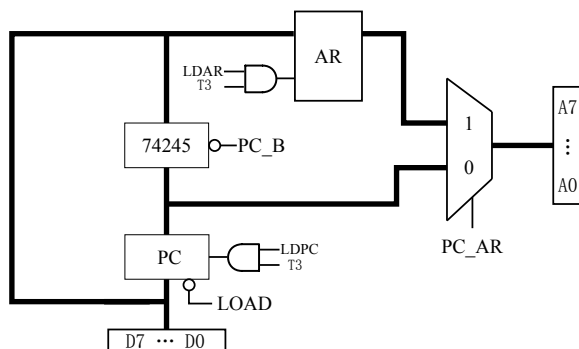 AR
LDAR
T3
74245
PC_B
1
0
A7
⋮
A0
PC_AR
PC
LDPC
T3
LOAD
D7 ⋯ D0